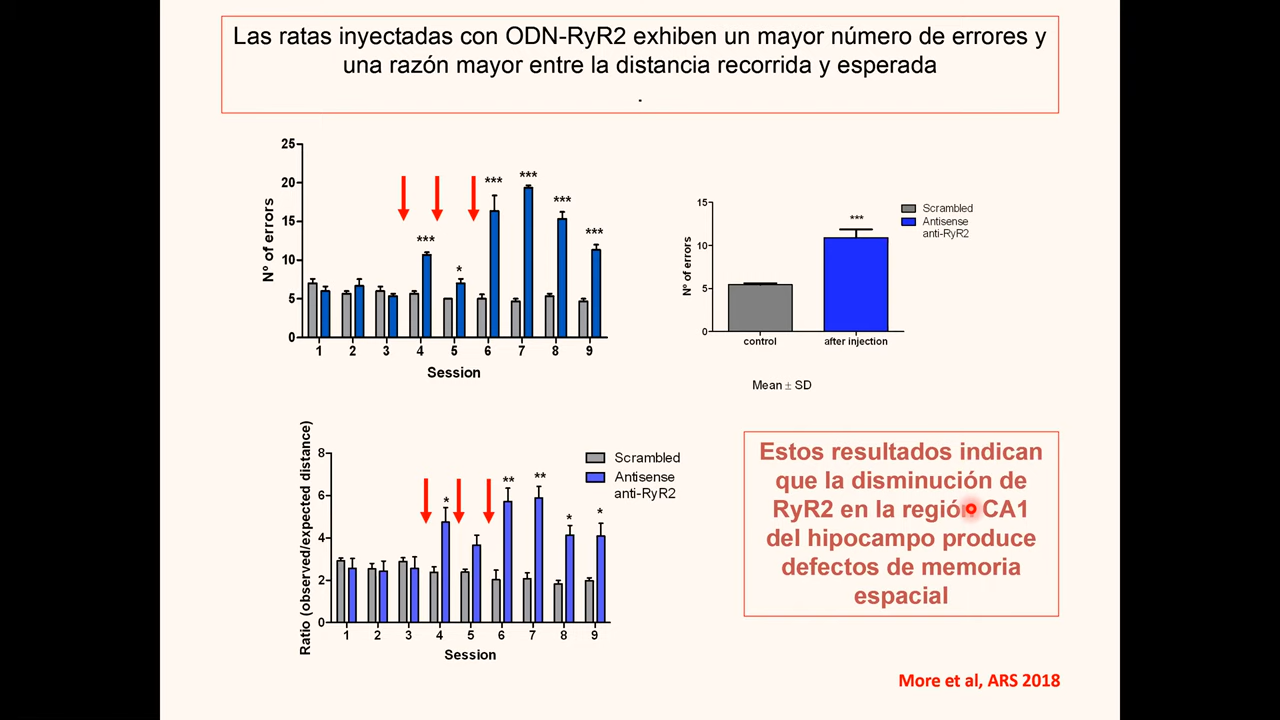 Las ratas inyectadas con ODN-RyR2 exhiben un mayor número de errores y
una razón mayor entre la distancia recorrida y esperada
.
25
20
15
10
5
0
Nº of errors
***
*
***
***
***
***
1 2 3 4 5 6 7 8 9
Session
15
10
5
0
Nº of errors
***
control after injection
Scrambled
Antisense
anti-RyR2
Mean ± SD
8
6
4
2
0
Ratio (observed/expected distance)
*
**
**
*
*
1 2 3 4 5 6 7 8 9
Session
Scrambled
Antisense
anti-RyR2
Estos resultados indican
que la disminución de
RyR2 en la región CA1
del hipocampo produce
defectos de memoria
espacial
More et al, ARS 2018